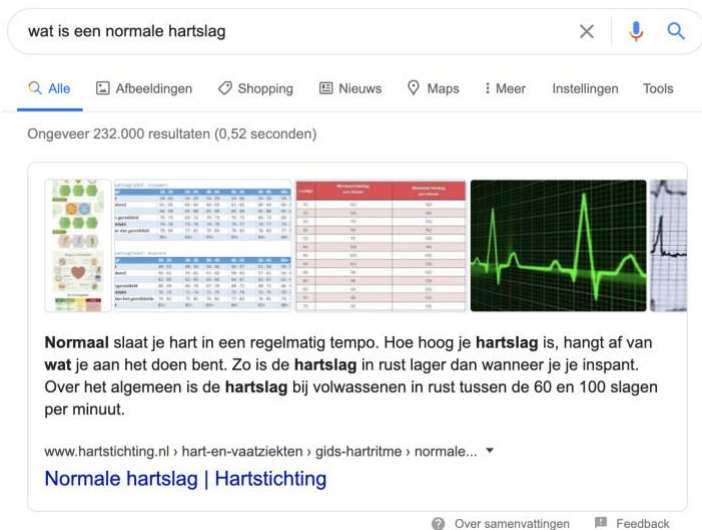 wat is een normale hartslag
Alle Afbeeldingen Shopping Nieuws Maps Meer Instellingen Tools
Ongeveer 232.000 resultaten (0,52 seconden)
Normaal slaat je hart in een regelmatig tempo. Hoe hoog je hartslag is, hangt af van
wat je aan het doen bent. Zo is de hartslag in rust lager dan wanneer je je inspant.
Over het algemeen is de hartslag bij volwassenen in rust tussen de 60 en 100 slagen
per minuut.
www.hartstichting.nl › hart-en-vaatziekten › gids-hartritme › normale...
Normale hartslag | Hartstichting
Over samenvattingen Feedback